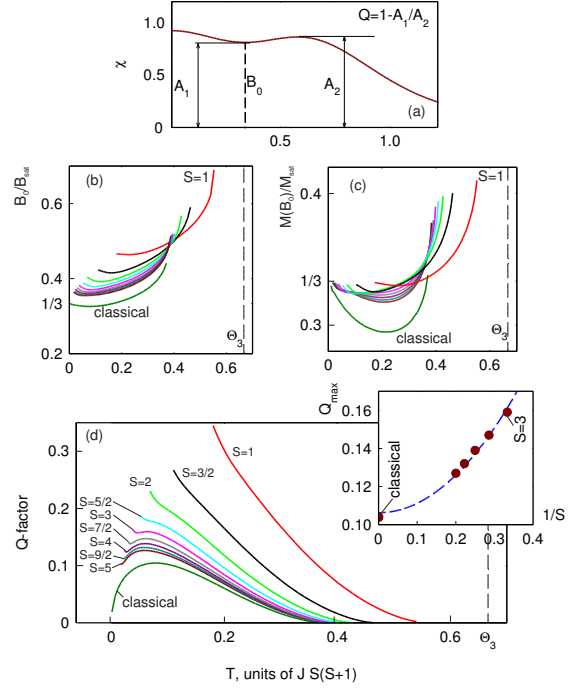 Q=1-A₁/A₂
1.0
χ
0.5
A₁
B₀
A₂
(a)
0
0.5
1.0
B₀/B_sat
(b)
S=1
0.6
0.4
1/3
classical
Θ₃
0.2
0
0.2
0.4
0.6
M(B₀)/M_sat
(c)
S=1
0.4
1/3
0.3
classical
Θ₃
0
0.2
0.4
0.6
Q_max
0.16
0.14
0.12
0.10
classical
S=3
0
0.1
0.2
0.3
0.4
1/S
(d)
0.3
0.2
0.1
0
Q-factor
S=1
S=3/2
S=2
S=5/2
S=3
S=7/2
S=4
S=9/2
S=5
classical
Θ₃
0
0.2
0.4
0.6
T, units of J S(S+1)